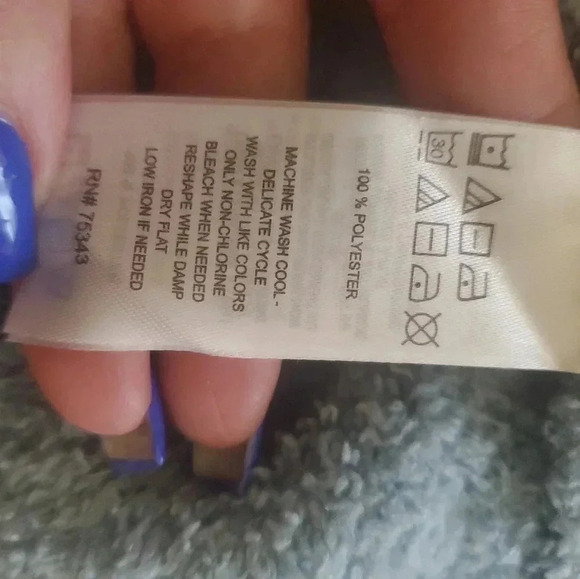 30
100 % POLYESTER
MACHINE WASH COOL -
DELICATE CYCLE
WASH WITH LIKE COLORS
ONLY NON-CHLORINE
BLEACH WHEN NEEDED
RESHAPE WHILE DAMP
DRY FLAT
LOW IRON IF NEEDED
RN# 75343